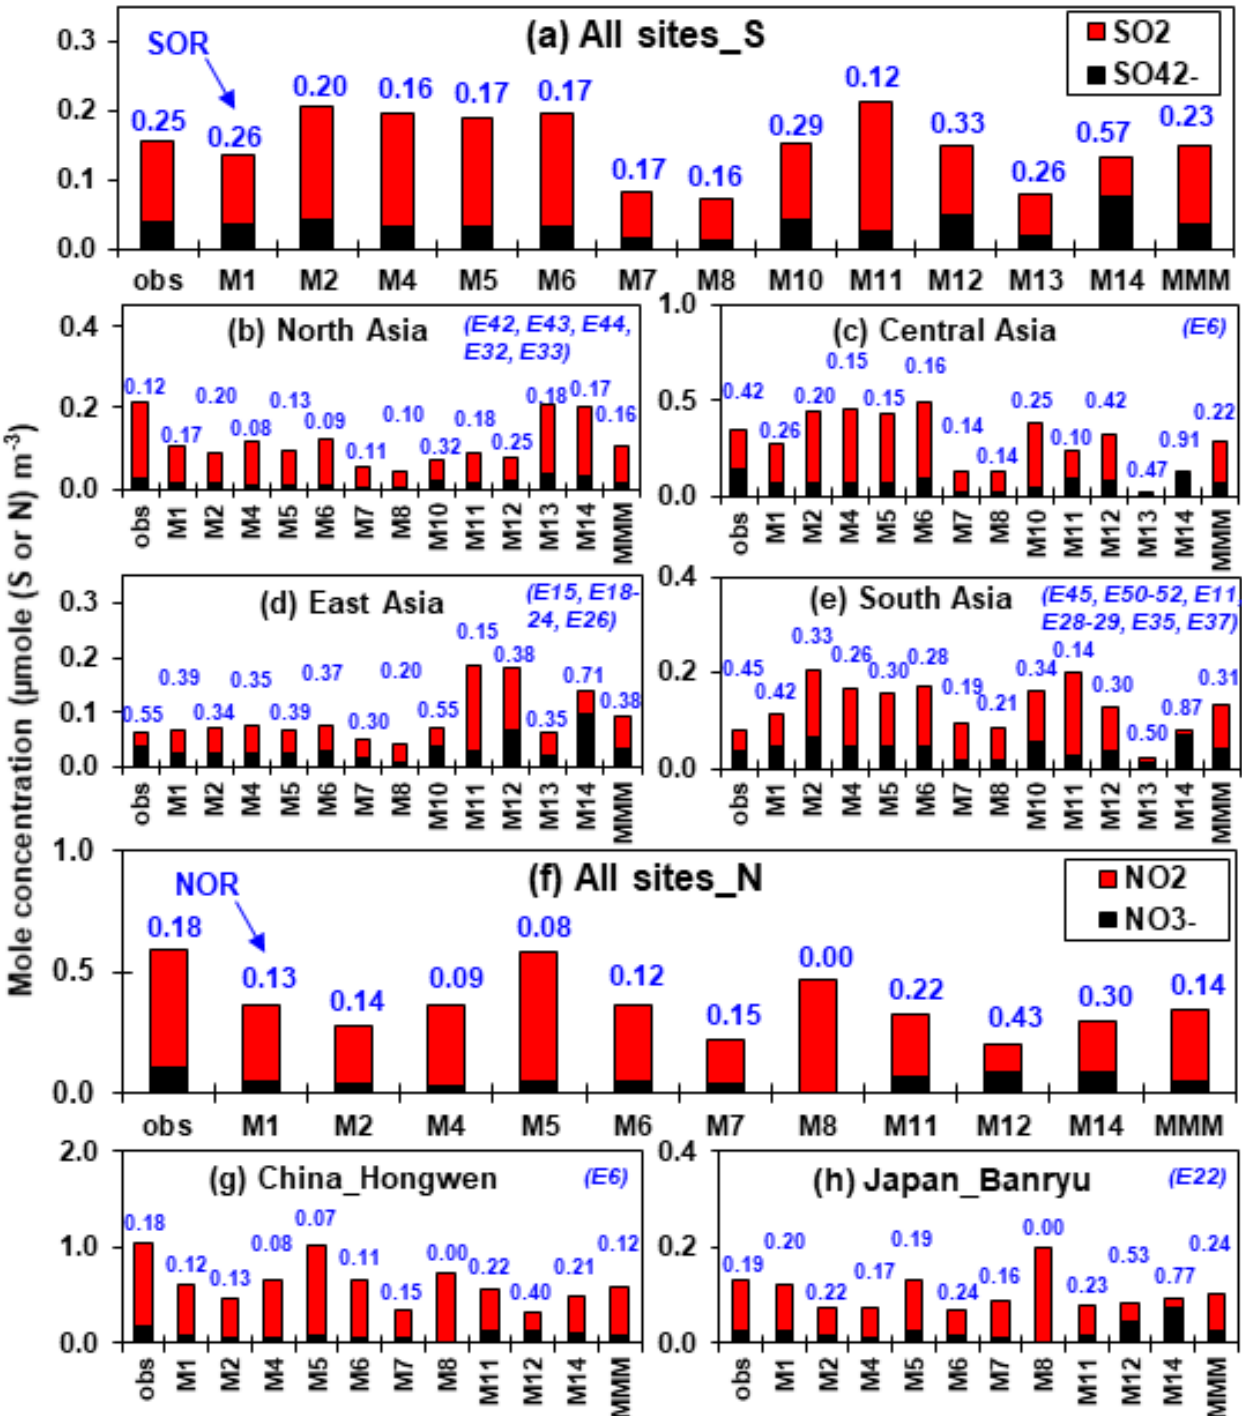 Mole concentration (µmole (S or N) m-3)
(a) All sites_S
SO2
SO42-
SOR
0.3
0.2
0.1
0.0
0.25 0.26 0.20 0.16 0.17 0.17 0.17 0.16 0.29 0.12 0.33 0.26 0.57 0.23
obs M1 M2 M4 M5 M6 M7 M8 M10 M11 M12 M13 M14 MMM
(b) North Asia
(E42, E43, E44,
E32, E33)
0.4
0.2
0.0
0.12 0.17 0.20 0.08 0.13 0.09 0.11 0.10 0.32 0.18 0.25 0.18 0.17 0.16
obs M1 M2 M4 M5 M6 M7 M8 M10 M11 M12 M13 M14 MMM
(c) Central Asia
(E6)
1.0
0.5
0.0
0.42 0.26 0.20 0.15 0.15 0.16 0.14 0.14 0.25 0.10 0.42 0.47 0.91 0.22
obs M1 M2 M4 M5 M6 M7 M8 M10 M11 M12 M13 M14 MMM
(d) East Asia
(E15, E18-
24, E26)
0.3
0.2
0.1
0.0
0.55 0.39 0.34 0.35 0.39 0.37 0.30 0.20 0.55 0.15 0.38 0.35 0.71 0.38
obs M1 M2 M4 M5 M6 M7 M8 M10 M11 M12 M13 M14 MMM
(e) South Asia
(E45, E50-52, E11,
E28-29, E35, E37)
0.4
0.2
0.0
0.45 0.42 0.33 0.26 0.30 0.28 0.19 0.21 0.34 0.14 0.30 0.50 0.87 0.31
obs M1 M2 M4 M5 M6 M7 M8 M10 M11 M12 M13 M14 MMM
(f) All sites_N
NO2
NO3-
NOR
1.0
0.5
0.0
0.18 0.13 0.14 0.09 0.08 0.12 0.15 0.00 0.22 0.43 0.30 0.14
obs M1 M2 M4 M5 M6 M7 M8 M11 M12 M14 MMM
(g) China_Hongwen
(E6)
2.0
1.0
0.0
0.18 0.12 0.13 0.08 0.07 0.11 0.15 0.00 0.22 0.40 0.21 0.12
obs M1 M2 M4 M5 M6 M7 M8 M11 M12 M14 MMM
(h) Japan_Banryu
(E22)
0.4
0.2
0.0
0.19 0.20 0.22 0.17 0.19 0.24 0.16 0.00 0.23 0.53 0.77 0.24
obs M1 M2 M4 M5 M6 M7 M8 M11 M12 M14 MMM